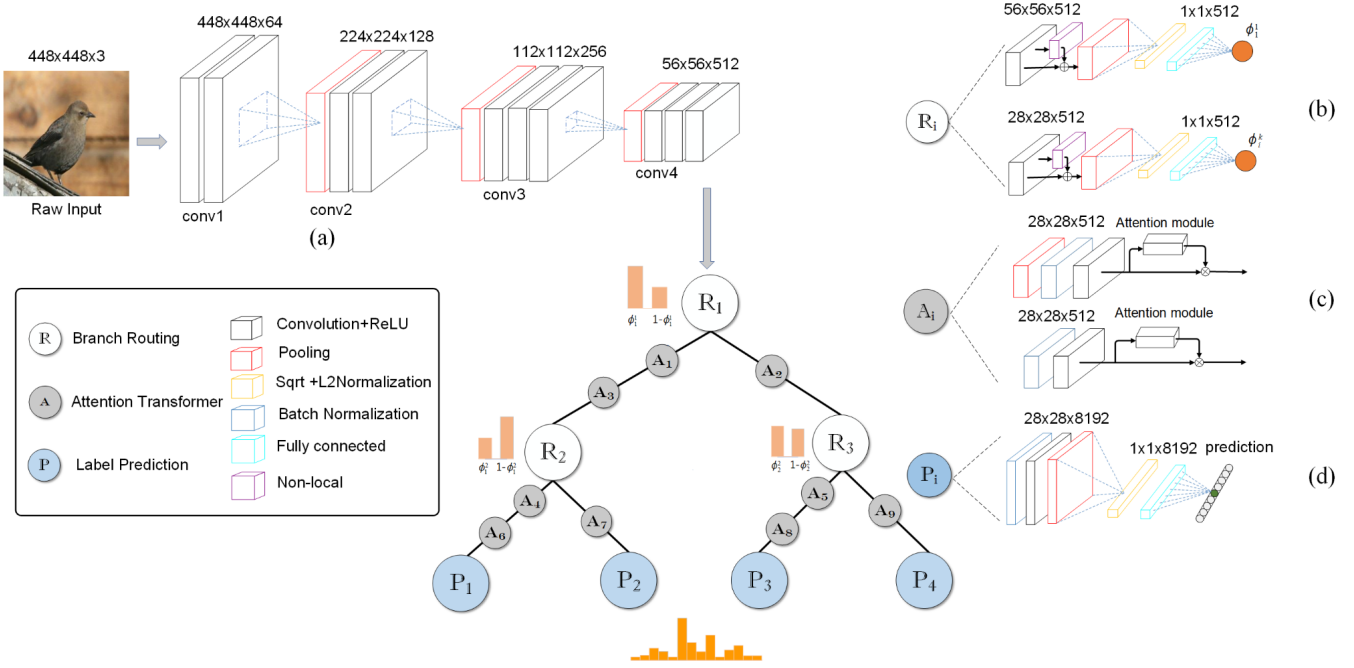 448x448x3
Raw Input
448x448x64
conv1
224x224x128
conv2
112x112x256
conv3
56x56x512
conv4
(a)
R
Branch Routing
A
Attention Transformer
P
Label Prediction
Convolution+ReLU
Pooling
Sqrt +L2Normalization
Batch Normalization
Fully connected
Non-local
R₁
A₁
A₂
A₃
R₂
R₃
A₄
A₇
A₅
A₉
A₆
A₈
P₁
P₂
P₃
P₄
56x56x512
1x1x512
Rᵢ
28x28x512
1x1x512
(b)
28x28x512
Attention module
Aᵢ
28x28x512
Attention module
(c)
28x28x8192
1x1x8192
prediction
Pᵢ
(d)